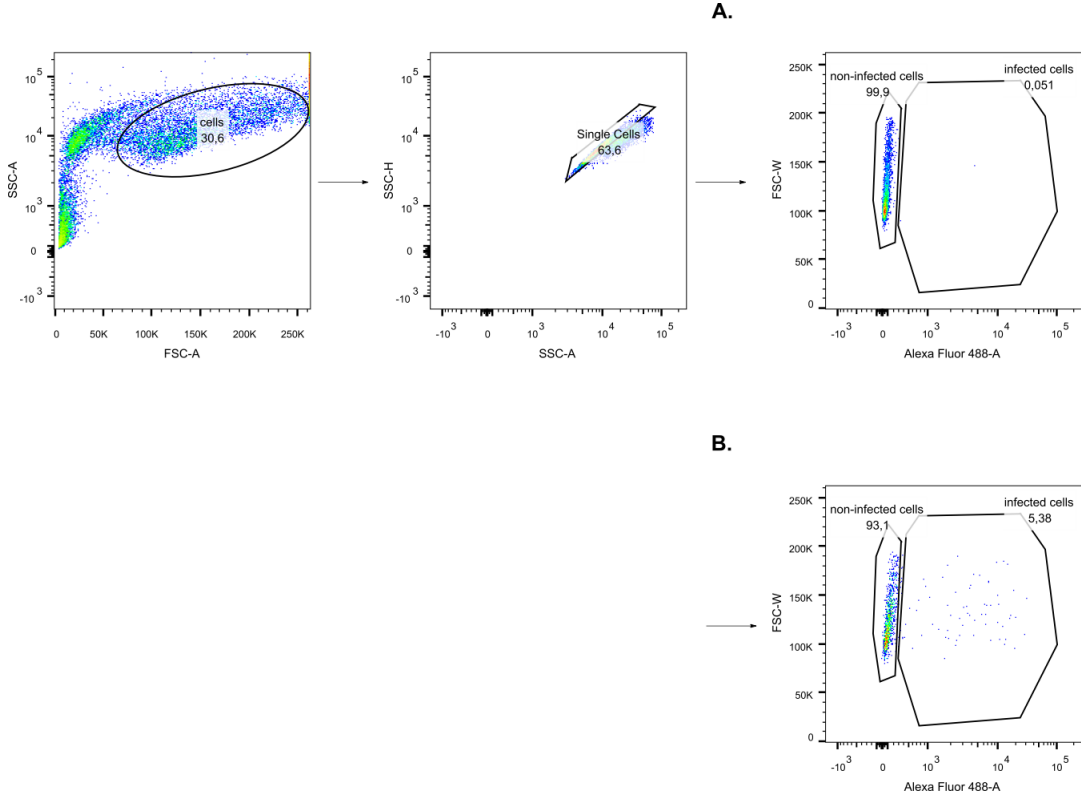 A.
10^5
10^4
10^3
0
-10^3
SSC-A
cells
30,6
0 50K 100K 150K 200K 250K
FSC-A
10^5
10^4
10^3
0
-10^3
SSC-H
Single Cells
63,6
-10^3 0 10^3 10^4 10^5
SSC-A
250K
200K
150K
100K
50K
0
FSC-W
non-infected cells
99,9
infected cells
0,051
-10^3 0 10^3 10^4 10^5
Alexa Fluor 488-A
B.
250K
200K
150K
100K
50K
0
FSC-W
non-infected cells
93,1
infected cells
5,38
-10^3 0 10^3 10^4 10^5
Alexa Fluor 488-A